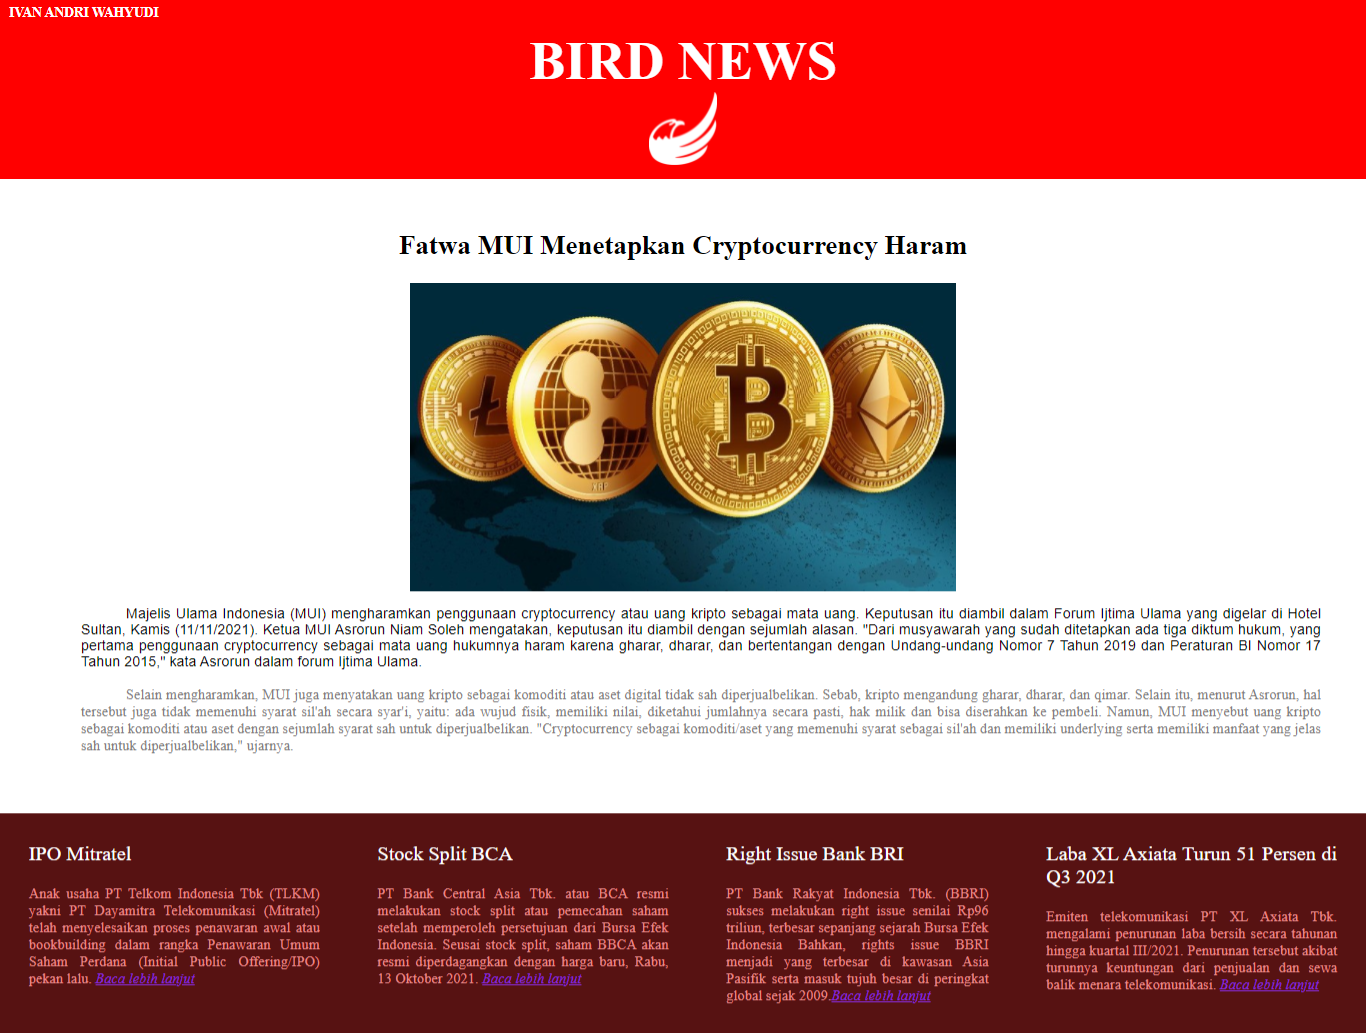 IVAN ANDRI WAHYUDI
BIRD NEWS
Fatwa MUI Menetapkan Cryptocurrency Haram
XRP
Majelis Ulama Indonesia (MUI) mengharamkan penggunaan cryptocurrency atau uang kripto sebagai mata uang. Keputusan itu diambil dalam Forum Ijtima Ulama yang digelar di Hotel
Sultan, Kamis (11/11/2021). Ketua MUI Asrorun Niam Soleh mengatakan, keputusan itu diambil dengan sejumlah alasan. "Dari musyawarah yang sudah ditetapkan ada tiga diktum hukum, yang
pertama penggunaan cryptocurrency sebagai mata uang hukumnya haram karena gharar, dharar, dan bertentangan dengan Undang-undang Nomor 7 Tahun 2019 dan Peraturan BI Nomor 17
Tahun 2015," kata Asrorun dalam forum Ijtima Ulama.
Selain mengharamkan, MUI juga menyatakan uang kripto sebagai komoditi atau aset digital tidak sah diperjualbelikan. Sebab, kripto mengandung gharar, dharar, dan qimar. Selain itu, menurut Asrorun, hal
tersebut juga tidak memenuhi syarat sil'ah secara syar'i, yaitu: ada wujud fisik, memiliki nilai, diketahui jumlahnya secara pasti, hak milik dan bisa diserahkan ke pembeli. Namun, MUI menyebut uang kripto
sebagai komoditi atau aset dengan sejumlah syarat sah untuk diperjualbelikan. "Cryptocurrency sebagai komoditi/aset yang memenuhi syarat sebagai sil'ah dan memiliki underlying serta memiliki manfaat yang jelas
sah untuk diperjualbelikan," ujarnya.
IPO Mitratel
Anak usaha PT Telkom Indonesia Tbk (TLKM)
yakni PT Dayamitra Telekomunikasi (Mitratel)
telah menyelesaikan proses penawaran awal atau
bookbuilding dalam rangka Penawaran Umum
Saham Perdana (Initial Public Offering/IPO)
pekan lalu. Baca lebih lanjut
Stock Split BCA
PT Bank Central Asia Tbk. atau BCA resmi
melakukan stock split atau pemecahan saham
setelah memperoleh persetujuan dari Bursa Efek
Indonesia. Seusai stock split, saham BBCA akan
resmi diperdagangkan dengan harga baru, Rabu,
13 Oktober 2021. Baca lebih lanjut
Right Issue Bank BRI
PT Bank Rakyat Indonesia Tbk. (BBRI)
sukses melakukan right issue senilai Rp96
triliun, terbesar sepanjang sejarah Bursa Efek
Indonesia Bahkan, rights issue BBRI
menjadi yang terbesar di kawasan Asia
Pasifik serta masuk tujuh besar di peringkat
global sejak 2009.Baca lebih lanjut
Laba XL Axiata Turun 51 Persen di
Q3 2021
Emiten telekomunikasi PT XL Axiata Tbk.
mengalami penurunan laba bersih secara tahunan
hingga kuartal III/2021. Penurunan tersebut akibat
turunnya keuntungan dari penjualan dan sewa
balik menara telekomunikasi. Baca lebih lanjut